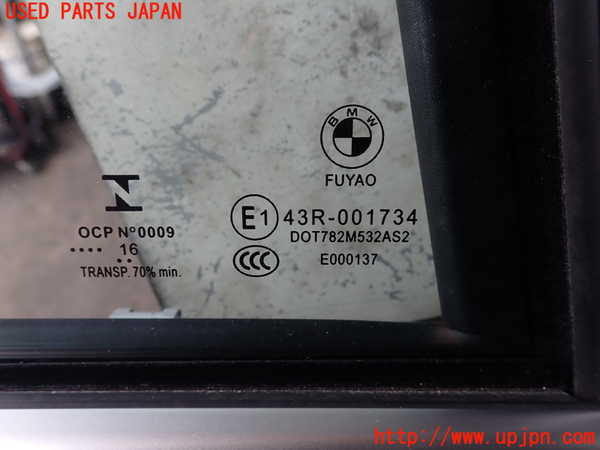 USED PARTS JAPAN
BMW
FUYAO
N
OCP Nº0009
.... 16
..
TRANSP. 70% min.
E1 43R-001734
DOT782M532AS2
CCC E000137
http://www.upjpn.com/